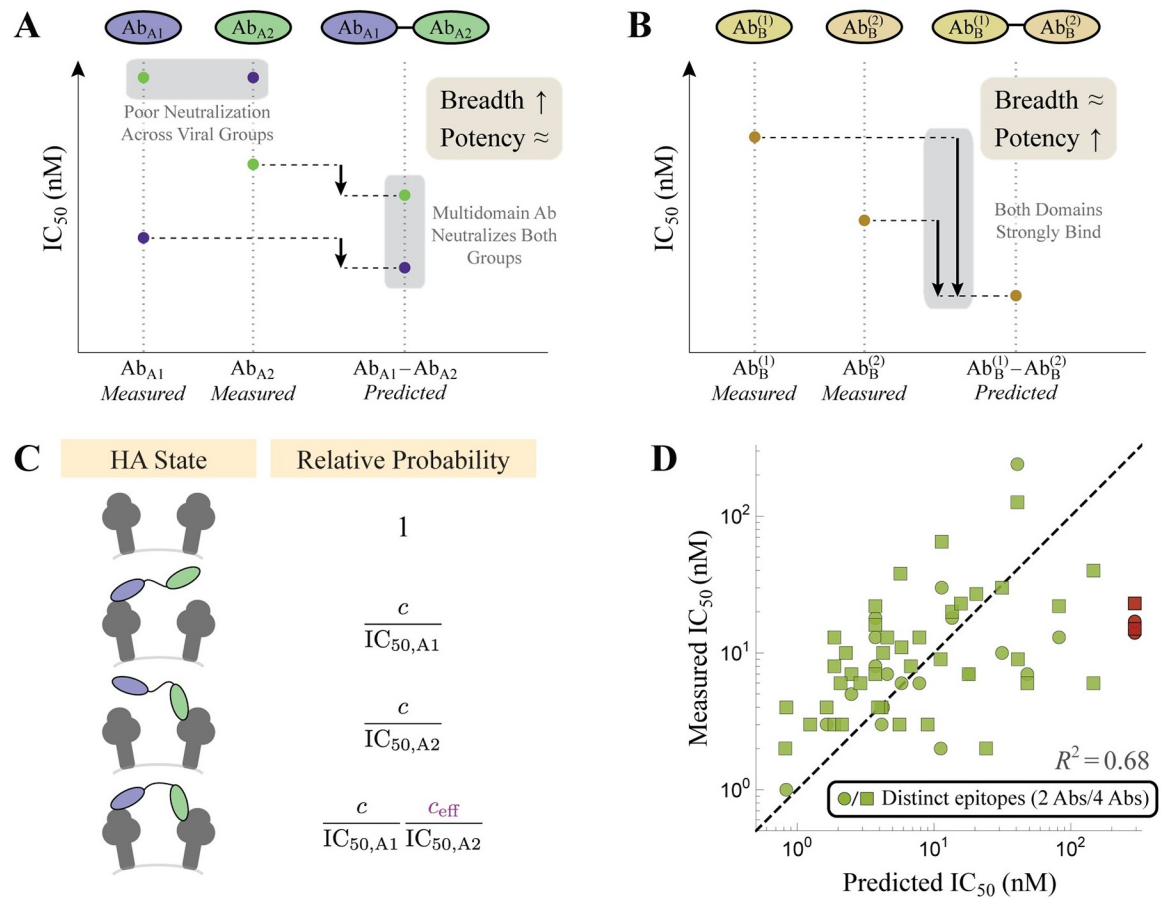 A
Ab_A1
Ab_A2
Ab_A1 Ab_A2
IC50 (nM)
Poor Neutralization
Across Viral Groups
Breadth ↑
Potency ≈
Multidomain Ab
Neutralizes Both
Groups
Ab_A1 Ab_A2 Ab_A1–Ab_A2
Measured Measured Predicted
B
Ab_B^(1)
Ab_B^(2)
Ab_B^(1) Ab_B^(2)
IC50 (nM)
Breadth ≈
Potency ↑
Both Domains
Strongly Bind
Ab_B^(1) Ab_B^(2) Ab_B^(1)–Ab_B^(2)
Measured Measured Predicted
C
HA State Relative Probability
1
c
IC50,A1
c
IC50,A2
c c_eff
IC50,A1 IC50,A2
D
Measured IC50 (nM)
10^2
10^1
10^0
R^2 = 0.68
/ Distinct epitopes (2 Abs/4 Abs)
10^0 10^1 10^2
Predicted IC50 (nM)